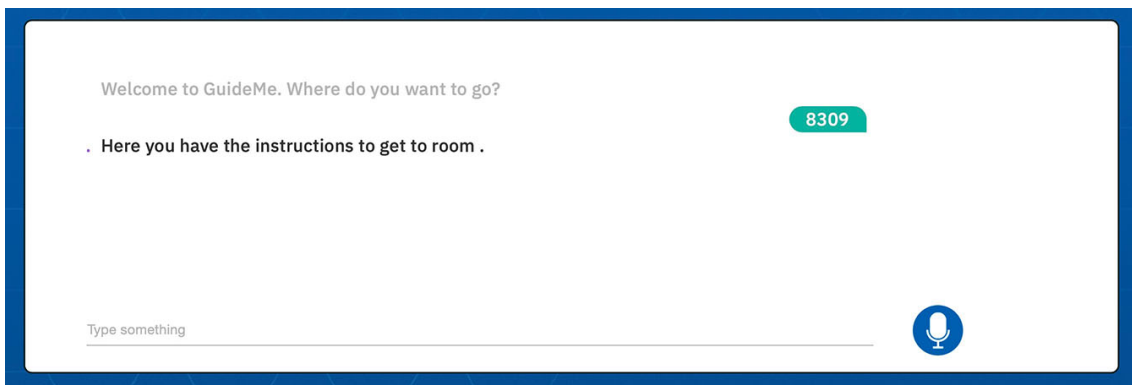 Welcome to GuideMe. Where do you want to go?
8309
Here you have the instructions to get to room .
Type something